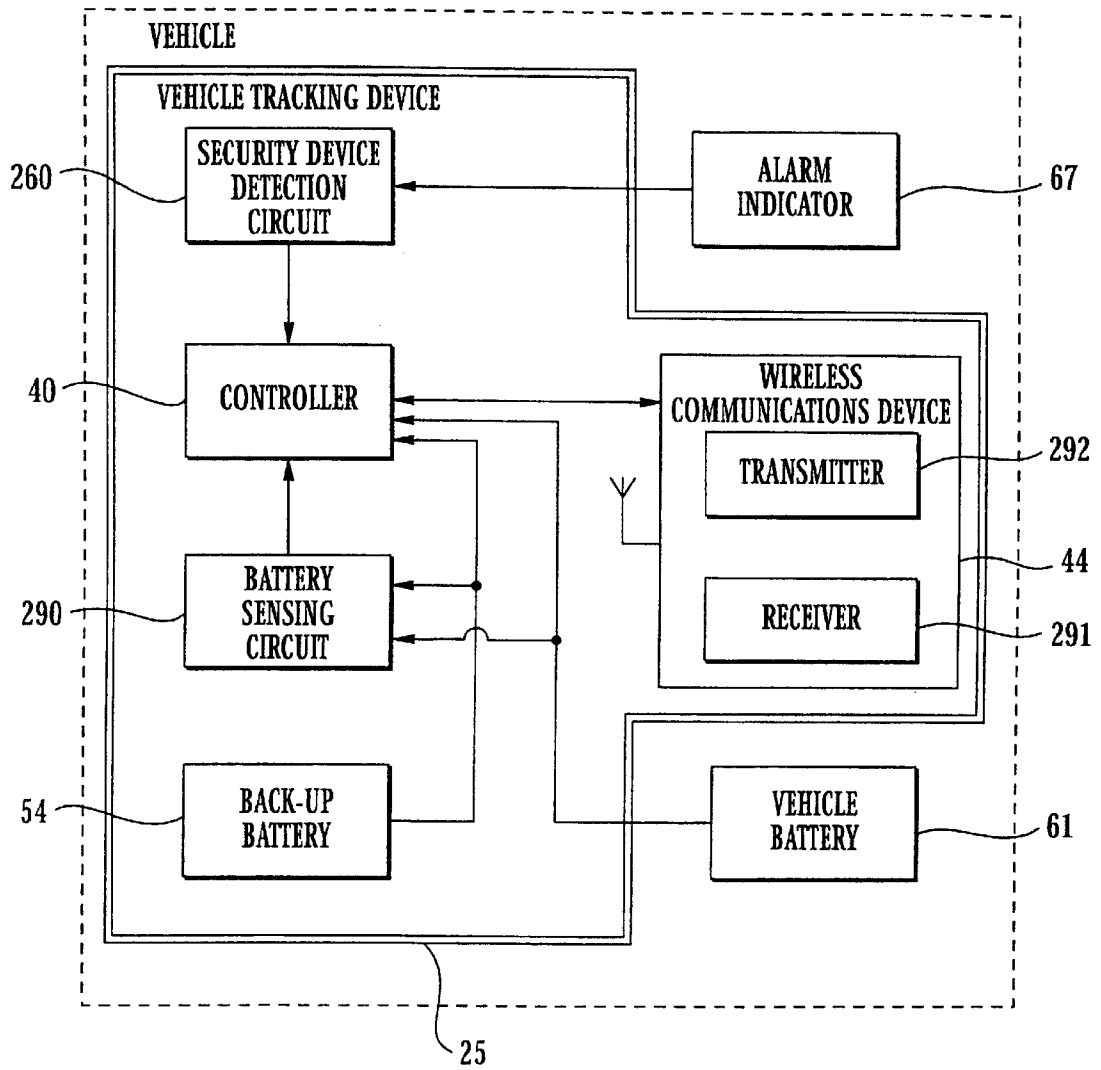 VEHICLE
VEHICLE TRACKING DEVICE
SECURITY DEVICE
DETECTION
CIRCUIT
260
ALARM
INDICATOR
67
40
CONTROLLER
WIRELESS
COMMUNICATIONS DEVICE
TRANSMITTER
292
44
290
BATTERY
SENSING
CIRCUIT
RECEIVER
291
54
BACK-UP
BATTERY
VEHICLE
BATTERY
61
25